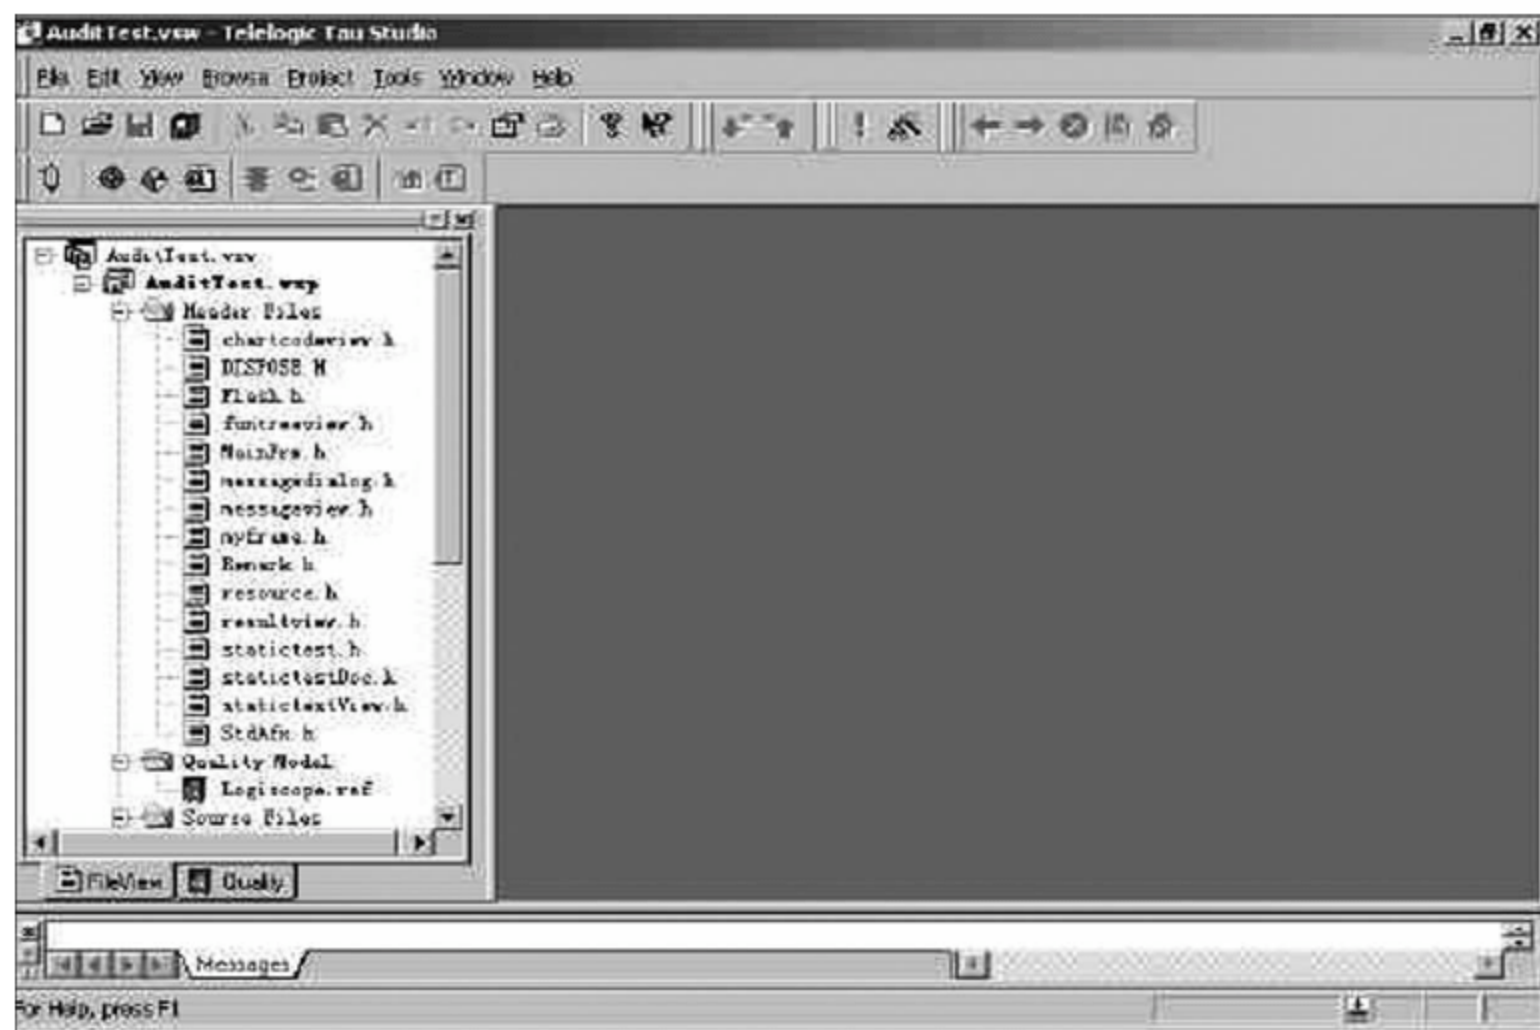 AuditTest.vsw - Telelogic Tau Studio
File Edit View Browse Project Tools Window Help
AuditTest.vsw
AuditTest.vsp
Header Files
chartcodeview.h
DISPOSE.H
Flash.h
funtreeview.h
MainFrm.h
messagedialog.h
messageview.h
myframe.h
Remark.h
resource.h
resultview.h
statictest.h
statictestDoc.h
statictestView.h
StdAfx.h
Quality Model
Logiscope.ref
Source Files
FileView Quality
Messages
For Help, press F1